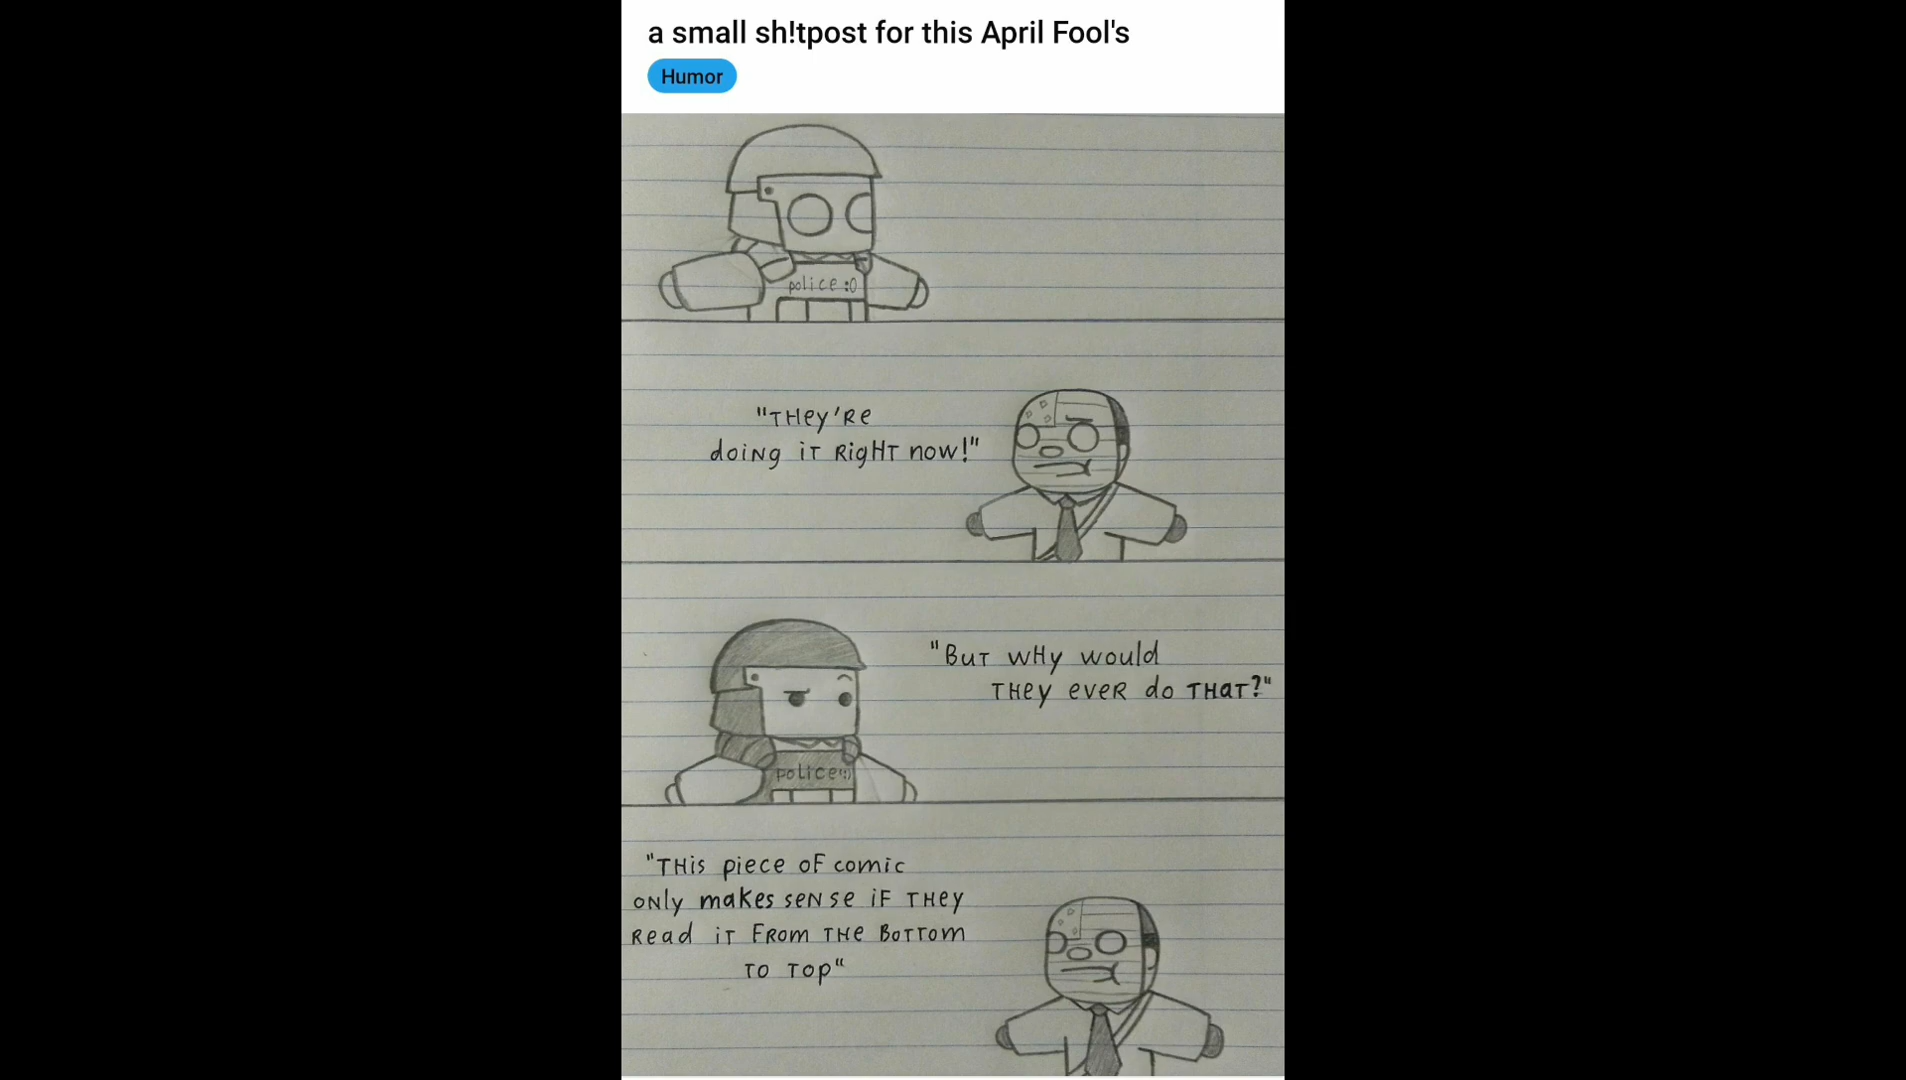 a small sh!tpost for this April Fool's
Humor
police :0
"THey'Re
doing iT RigHT now!"
"BuT wHy would
THey eveR do THaT?"
police :)
"THis piece oF comic
only makes sense iF THey
Read iT FRom THe BoTTom
To Top"